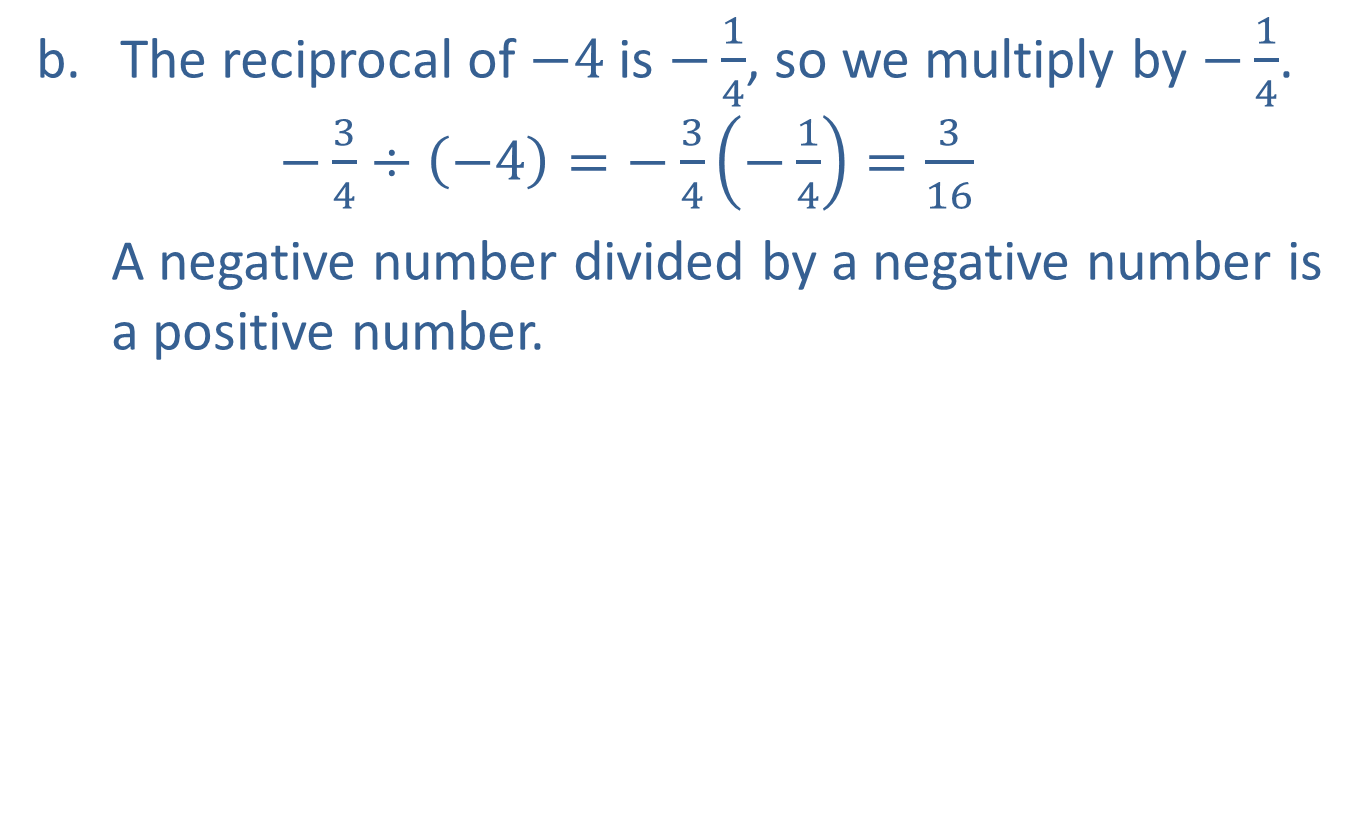 b. The reciprocal of −4 is −1/4, so we multiply by −1/4.
−3/4 ÷ (−4) = −3/4(−1/4) = 3/16
A negative number divided by a negative number is
a positive number.